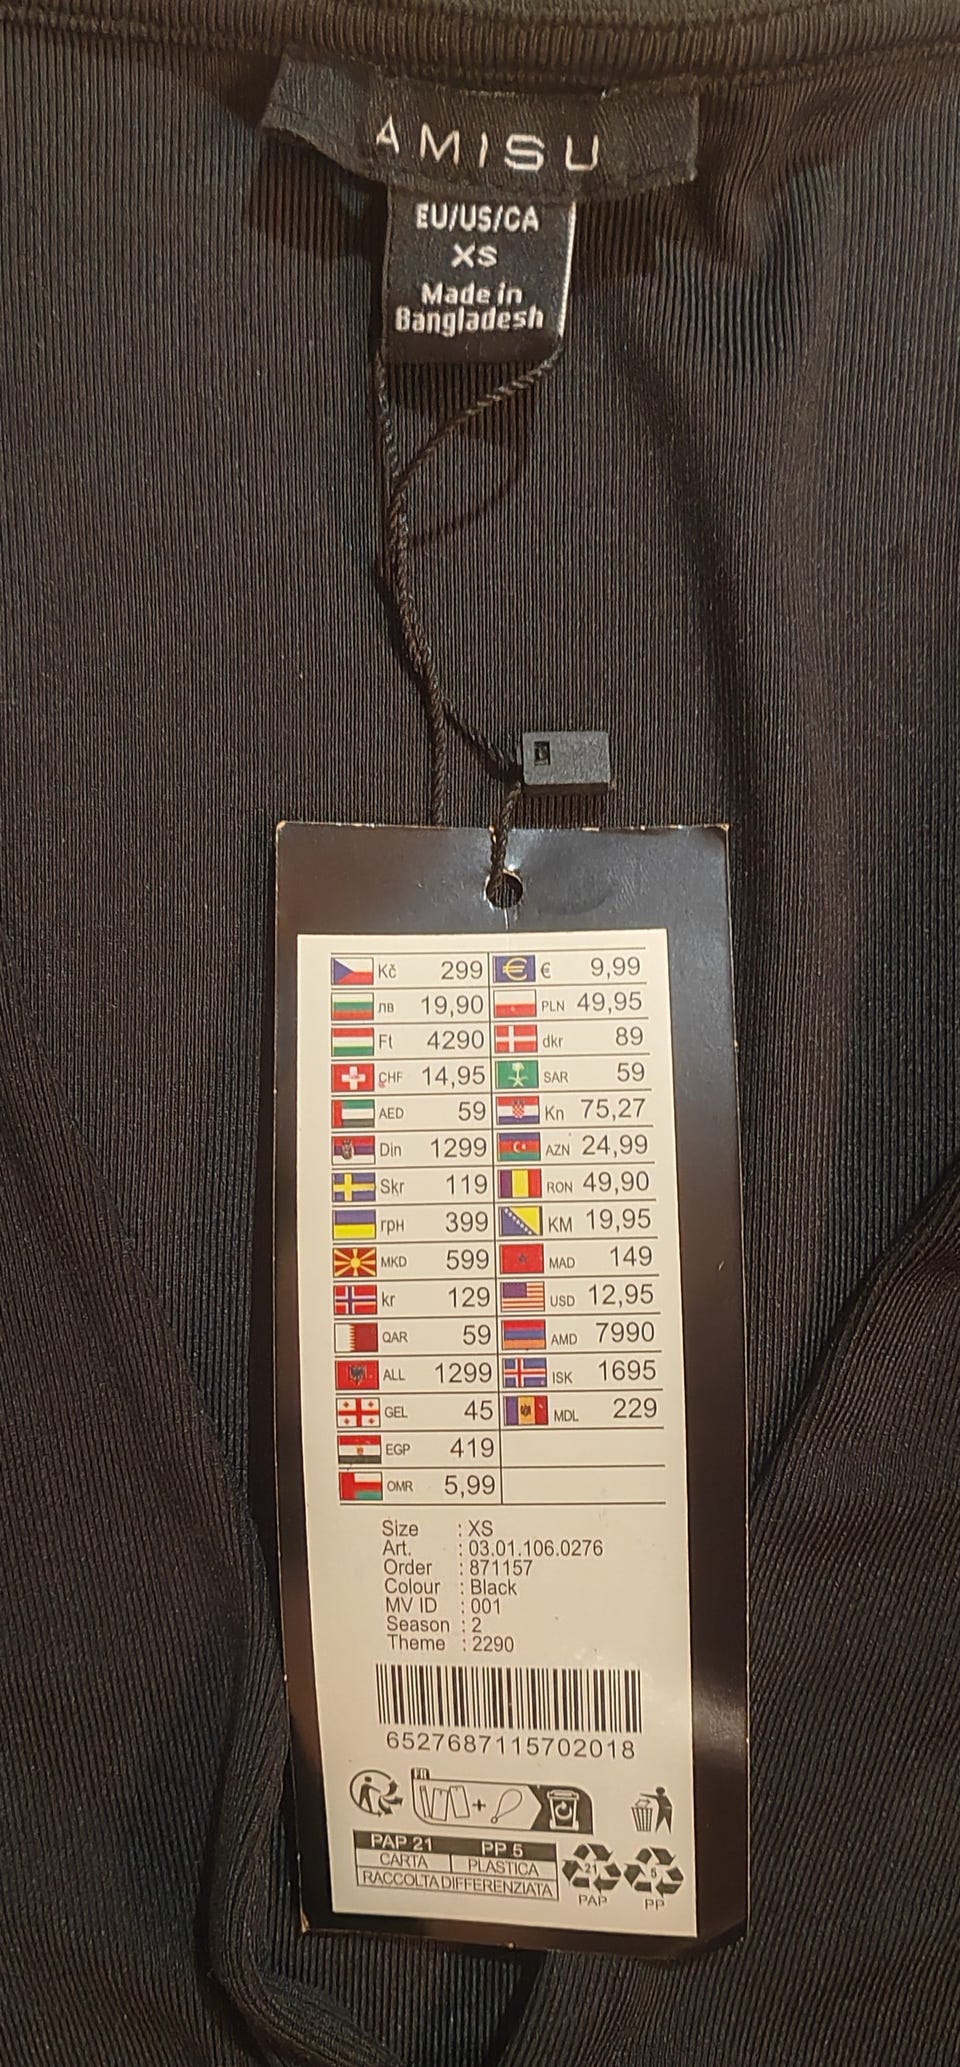 AMISU
EU/US/CA
XS
Made in
Bangladesh
Kč 299 € 9,99
лв 19,90 PLN 49,95
Ft 4290 dkr 89
CHF 14,95 SAR 59
AED 59 Kn 75,27
Din 1299 AZN 24,99
Skr 119 RON 49,90
грн 399 KM 19,95
MKD 599 MAD 149
kr 129 USD 12,95
QAR 59 AMD 7990
ALL 1299 ISK 1695
GEL 45 MDL 229
EGP 419
OMR 5,99
Size : XS
Art. : 03.01.106.0276
Order : 871157
Colour : Black
MV ID : 001
Season : 2
Theme : 2290
6527687115702018
FR
+
PAP 21 PP 5
CARTA PLASTICA
RACCOLTA DIFFERENZIATA
21 5
PAP PP